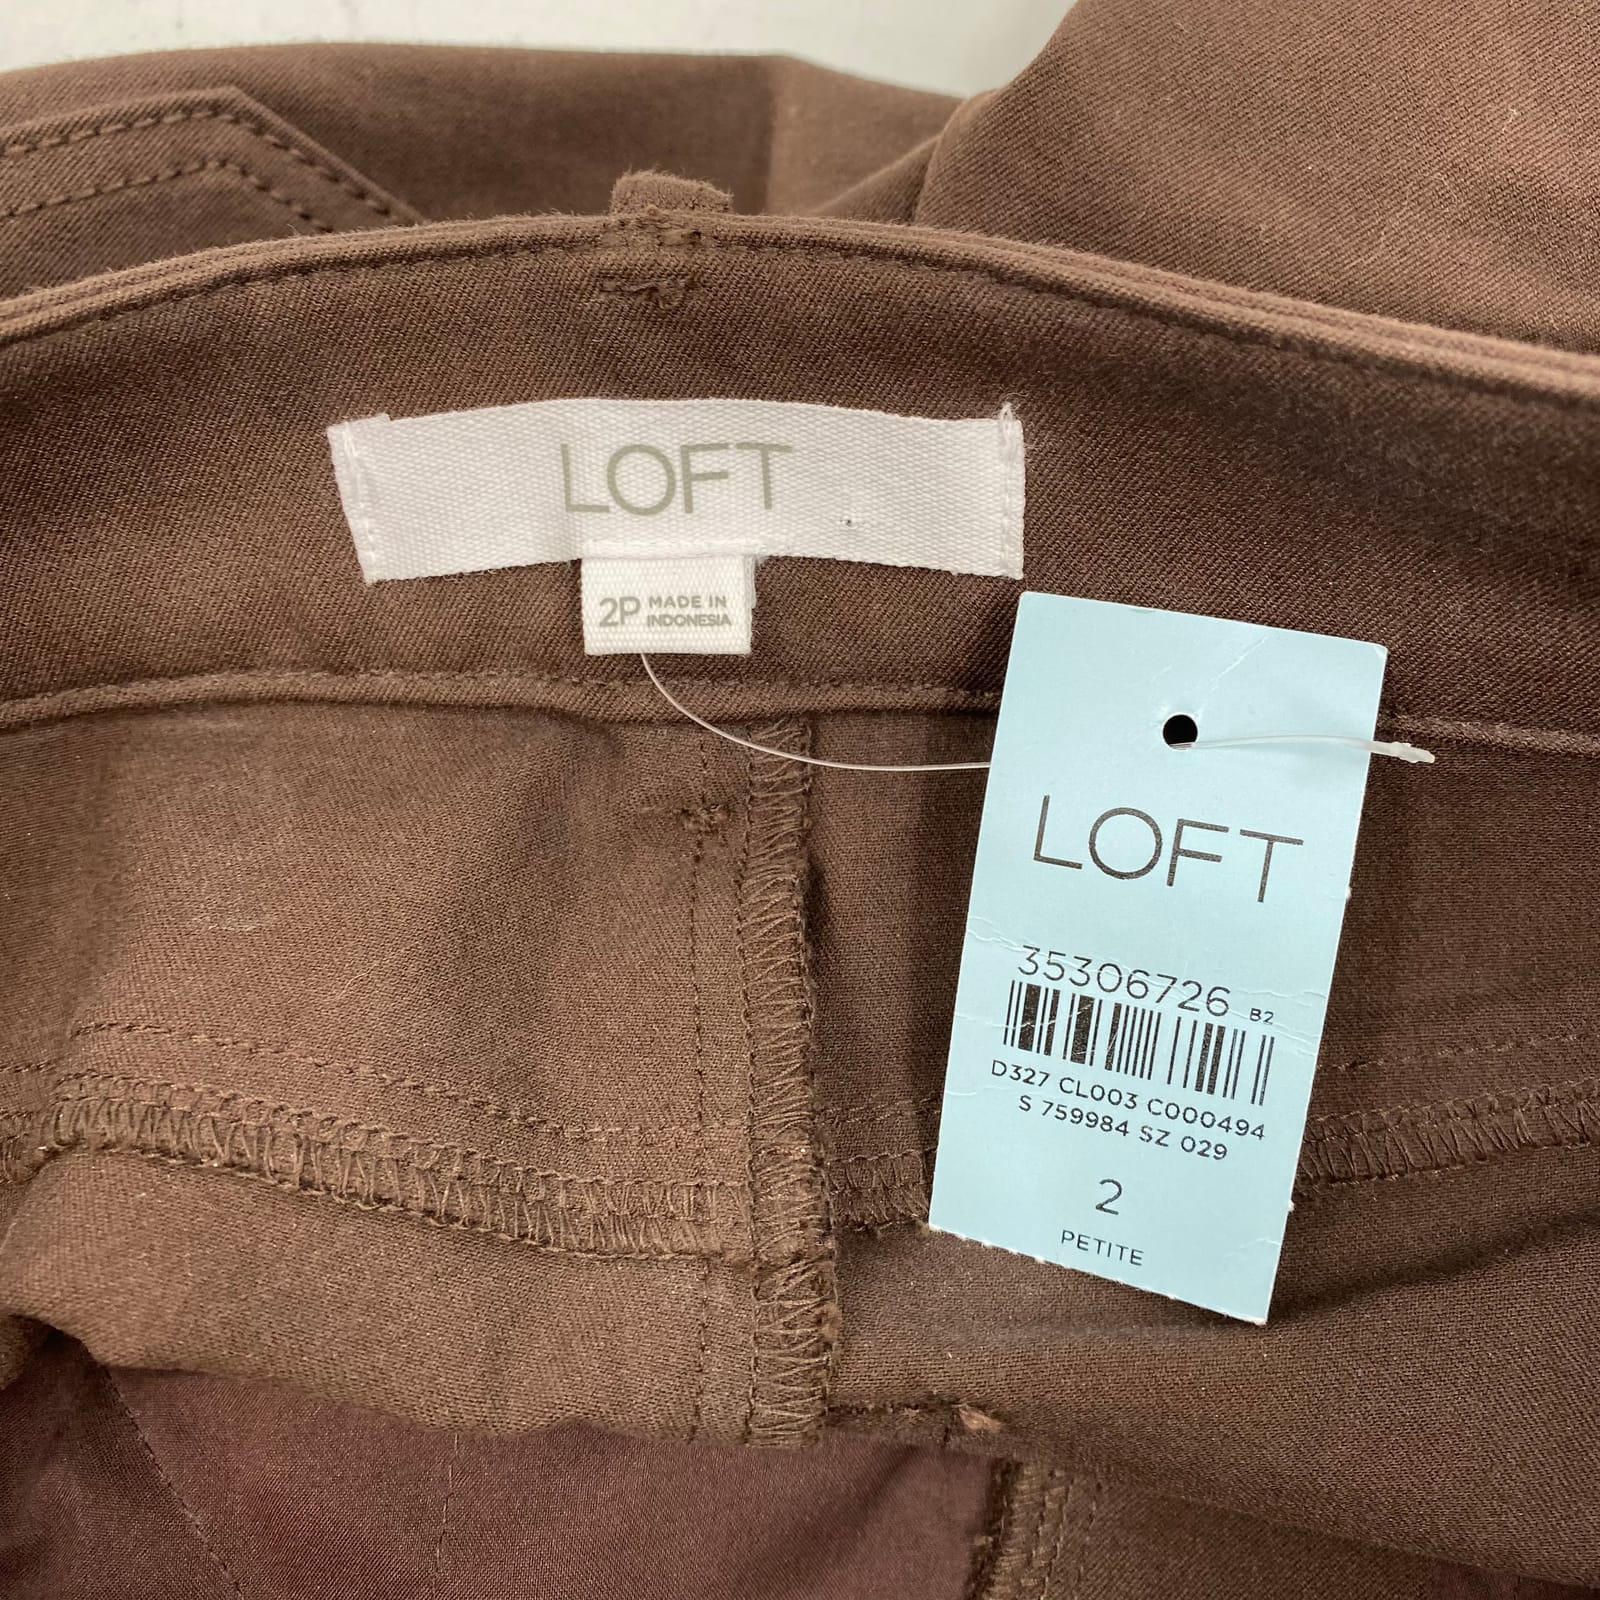 LOFT
2P MADE IN
INDONESIA
LOFT
35306726 B2
D327 CL003 C000494
S 759984 SZ 029
2
PETITE